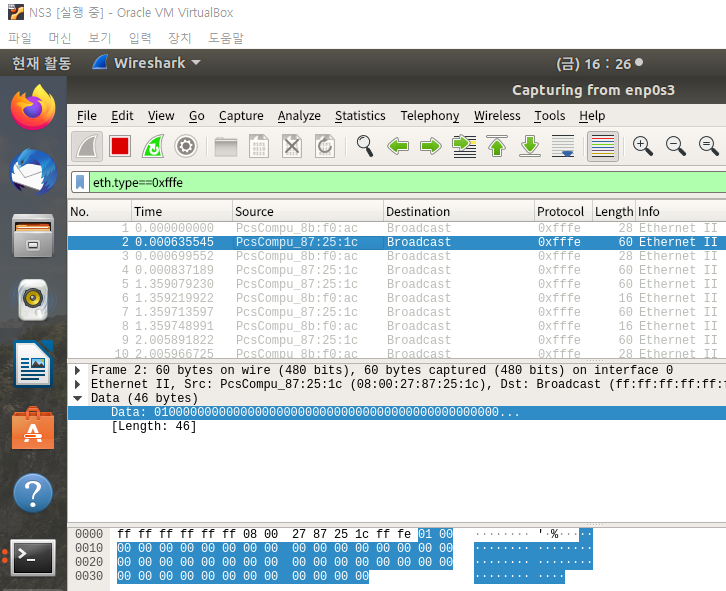 NS3 [실행 중] - Oracle VM VirtualBox
파일 머신 보기 입력 장치 도움말
현재 활동 Wireshark (금) 16 : 26
Capturing from enp0s3
File Edit View Go Capture Analyze Statistics Telephony Wireless Tools Help
eth.type==0xfffe
No. Time Source Destination Protocol Length Info
1 0.000000000 PcsCompu_8b:f0:ac Broadcast 0xfffe 28 Ethernet II
2 0.000635545 PcsCompu_87:25:1c Broadcast 0xfffe 60 Ethernet II
3 0.000699552 PcsCompu_8b:f0:ac Broadcast 0xfffe 28 Ethernet II
4 0.000837189 PcsCompu_87:25:1c Broadcast 0xfffe 60 Ethernet II
5 1.359079230 PcsCompu_87:25:1c Broadcast 0xfffe 60 Ethernet II
6 1.359219922 PcsCompu_8b:f0:ac Broadcast 0xfffe 16 Ethernet II
7 1.359713597 PcsCompu_87:25:1c Broadcast 0xfffe 60 Ethernet II
8 1.359748991 PcsCompu_8b:f0:ac Broadcast 0xfffe 16 Ethernet II
9 2.005891822 PcsCompu_87:25:1c Broadcast 0xfffe 60 Ethernet II
10 2.005966725 PcsCompu_8b:f0:ac Broadcast 0xfffe 28 Ethernet II
Frame 2: 60 bytes on wire (480 bits), 60 bytes captured (480 bits) on interface 0
Ethernet II, Src: PcsCompu_87:25:1c (08:00:27:87:25:1c), Dst: Broadcast (ff:ff:ff:ff:ff:f
Data (46 bytes)
Data: 010000000000000000000000000000000000000000000000...
[Length: 46]
0000 ff ff ff ff ff ff 08 00 27 87 25 1c ff fe 01 00 ········ '·%·····
0010 00 00 00 00 00 00 00 00 00 00 00 00 00 00 00 00 ········ ········
0020 00 00 00 00 00 00 00 00 00 00 00 00 00 00 00 00 ········ ········
0030 00 00 00 00 00 00 00 00 00 00 00 00 ········ ····